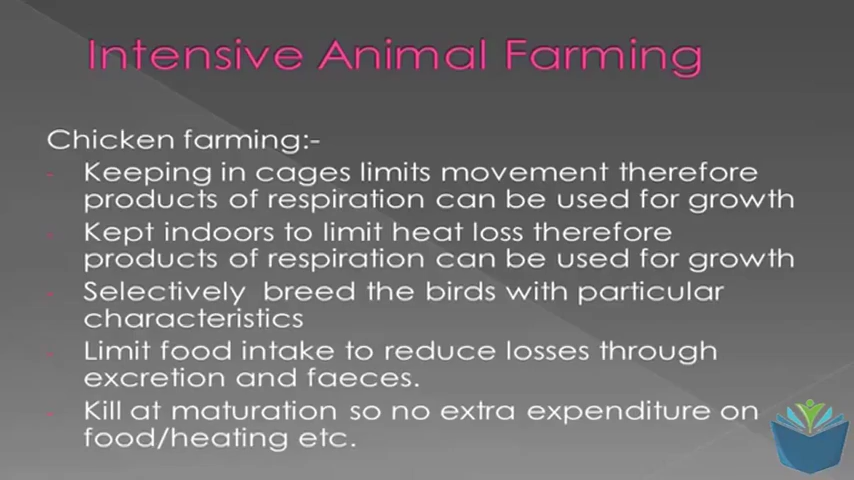 Intensive Animal Farming
Chicken farming:-
- Keeping in cages limits movement therefore
products of respiration can be used for growth
- Kept indoors to limit heat loss therefore
products of respiration can be used for growth
- Selectively breed the birds with particular
characteristics
- Limit food intake to reduce losses through
excretion and faeces.
- Kill at maturation so no extra expenditure on
food/heating etc.